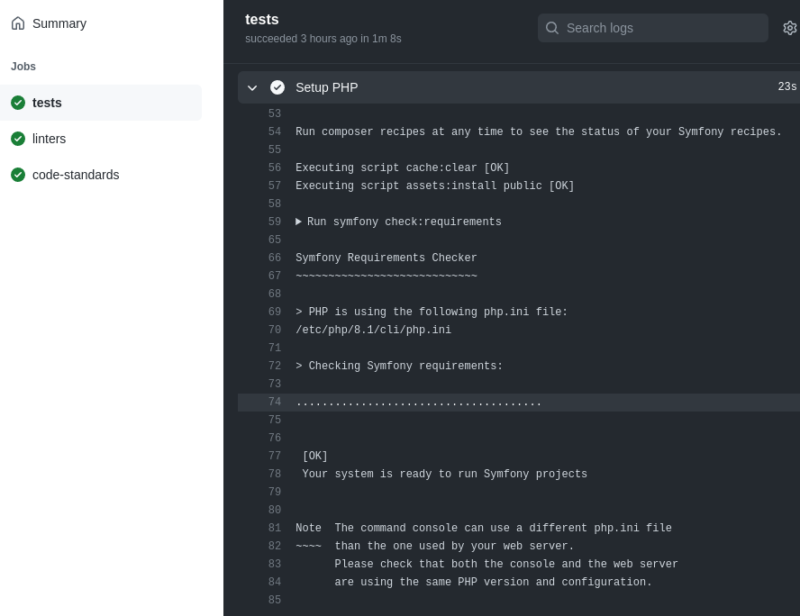 Summary
Jobs
tests
linters
code-standards
tests
succeeded 3 hours ago in 1m 8s
Search logs
Setup PHP 23s
53
54 Run composer recipes at any time to see the status of your Symfony recipes.
55
56 Executing script cache:clear [OK]
57 Executing script assets:install public [OK]
58
59 Run symfony check:requirements
65
66 Symfony Requirements Checker
67 ~~~~~~~~~~~~~~~~~~~~~~~~~~~~
68
69 > PHP is using the following php.ini file:
70 /etc/php/8.1/cli/php.ini
71
72 > Checking Symfony requirements:
73
74 ......................................
75
76
77 [OK]
78 Your system is ready to run Symfony projects
79
80
81 Note The command console can use a different php.ini file
82 ~~~~ than the one used by your web server.
83 Please check that both the console and the web server
84 are using the same PHP version and configuration.
85